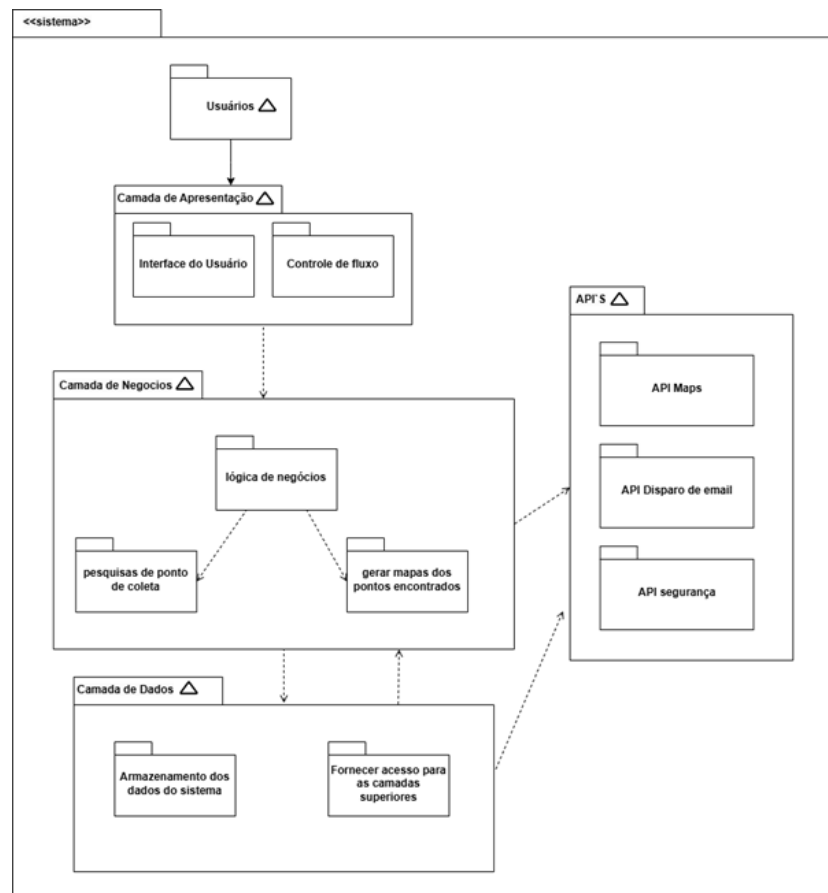 <<sistema>>
Usuários
Camada de Apresentação
Interface do Usuário
Controle de fluxo
API`S
API Maps
API Disparo de email
API segurança
Camada de Negocios
lógica de negócios
pesquisas de ponto
de coleta
gerar mapas dos
pontos encontrados
Camada de Dados
Armazenamento dos
dados do sistema
Fornecer acesso para
as camadas
superiores